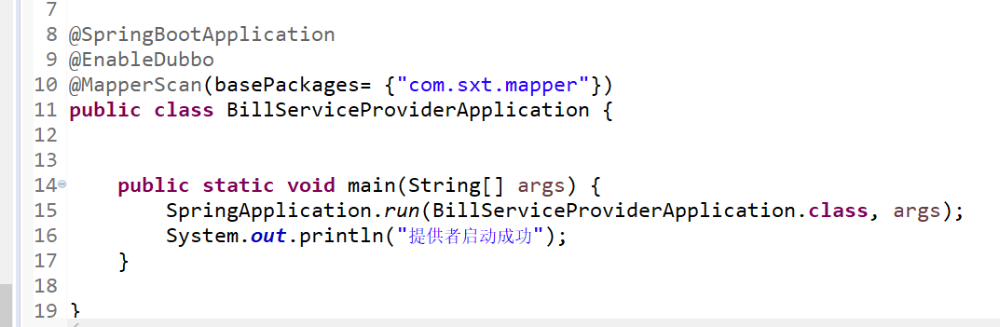 7
8 @SpringBootApplication
9 @EnableDubbo
10 @MapperScan(basePackages= {"com.sxt.mapper"})
11 public class BillServiceProviderApplication {
12
13
14 public static void main(String[] args) {
15 SpringApplication.run(BillServiceProviderApplication.class, args);
16 System.out.println("提供者启动成功");
17 }
18
19 }